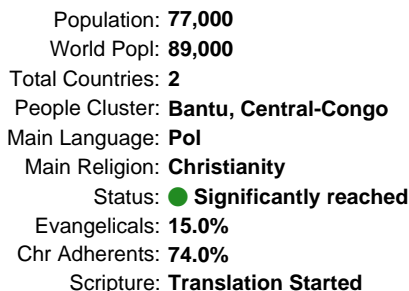 Population: 77,000
World Popl: 89,000
Total Countries: 2
People Cluster: Bantu, Central-Congo
Main Language: Pol
Main Religion: Christianity
Status: Significantly reached
Evangelicals: 15.0%
Chr Adherents: 74.0%
Scripture: Translation Started